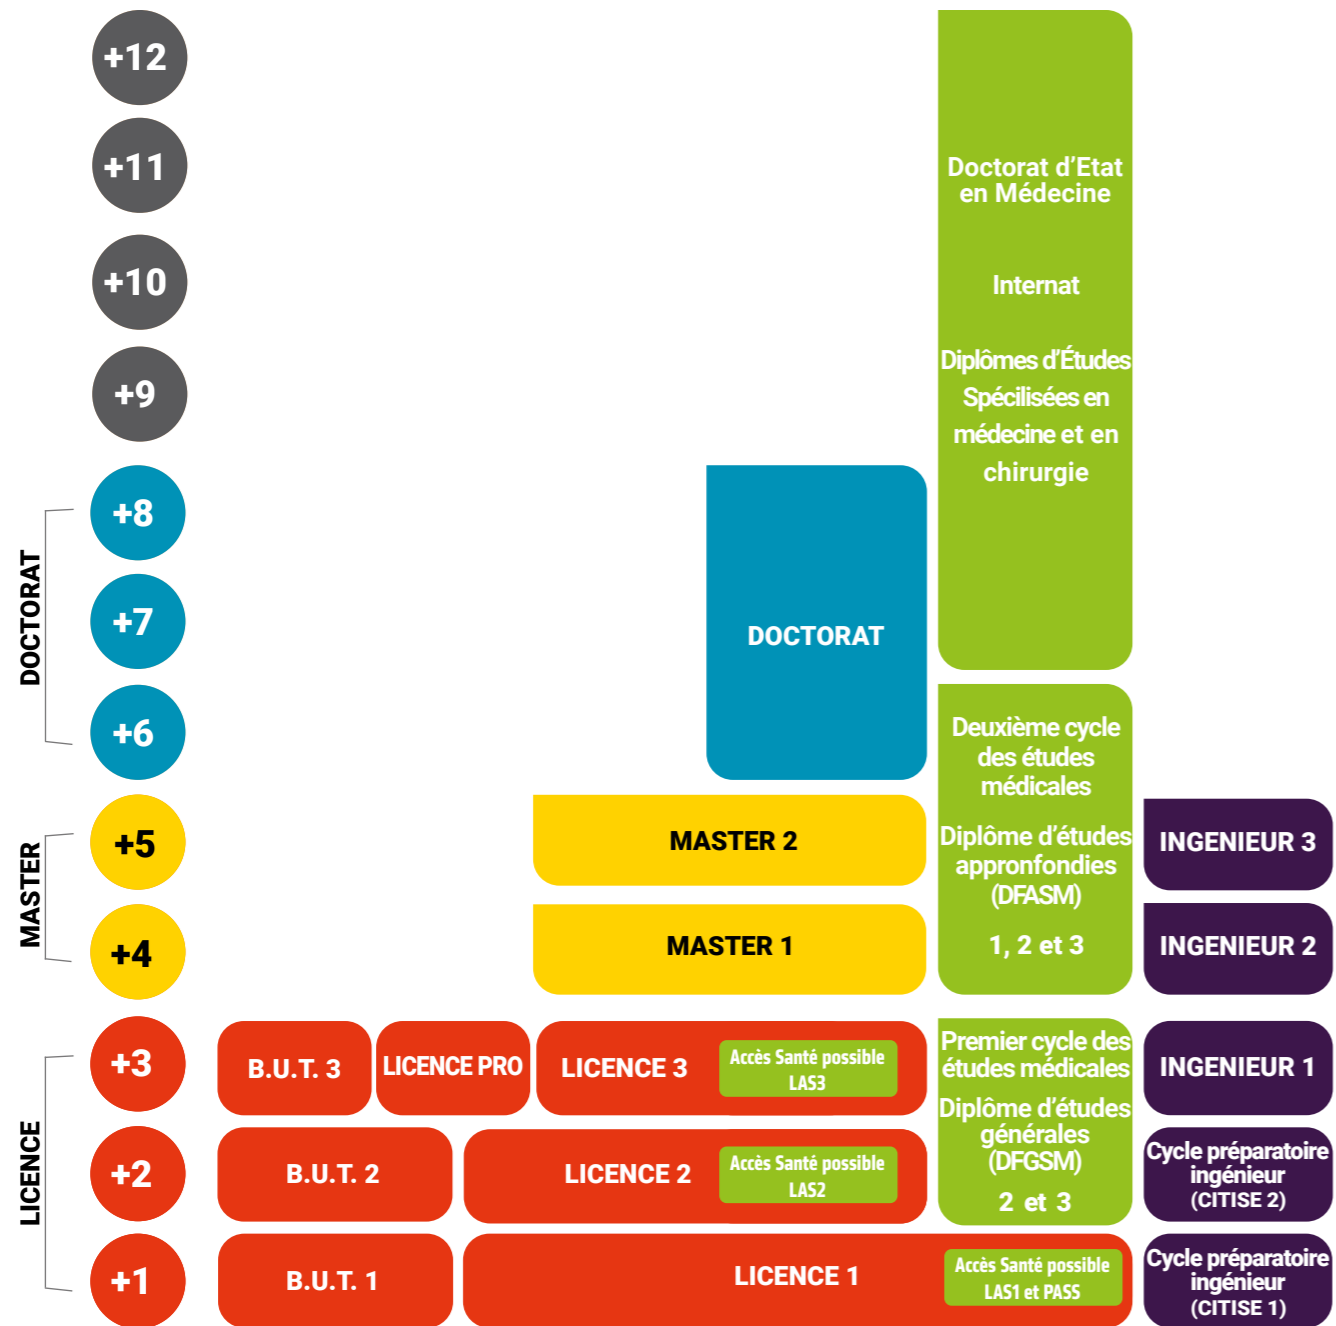 +12
+11
+10
+9
+8
+7
+6
+5
+4
+3
+2
+1
DOCTORAT
MASTER
LICENCE
Doctorat d'Etat
en Médecine
Internat
Diplômes d'Études
Spécilisées en
médecine et en
chirurgie
DOCTORAT
Deuxième cycle
des études
médicales
Diplôme d'études
appronfondies
(DFASM)
1, 2 et 3
MASTER 2
INGENIEUR 3
MASTER 1
INGENIEUR 2
B.U.T. 3
LICENCE PRO
LICENCE 3
Accès Santé possible
LAS3
Premier cycle des
études médicales
Diplôme d'études
générales
(DFGSM)
2 et 3
INGENIEUR 1
B.U.T. 2
LICENCE 2
Accès Santé possible
LAS2
Cycle préparatoire
ingénieur
(CITISE 2)
B.U.T. 1
LICENCE 1
Accès Santé possible
LAS1 et PASS
Cycle préparatoire
ingénieur
(CITISE 1)